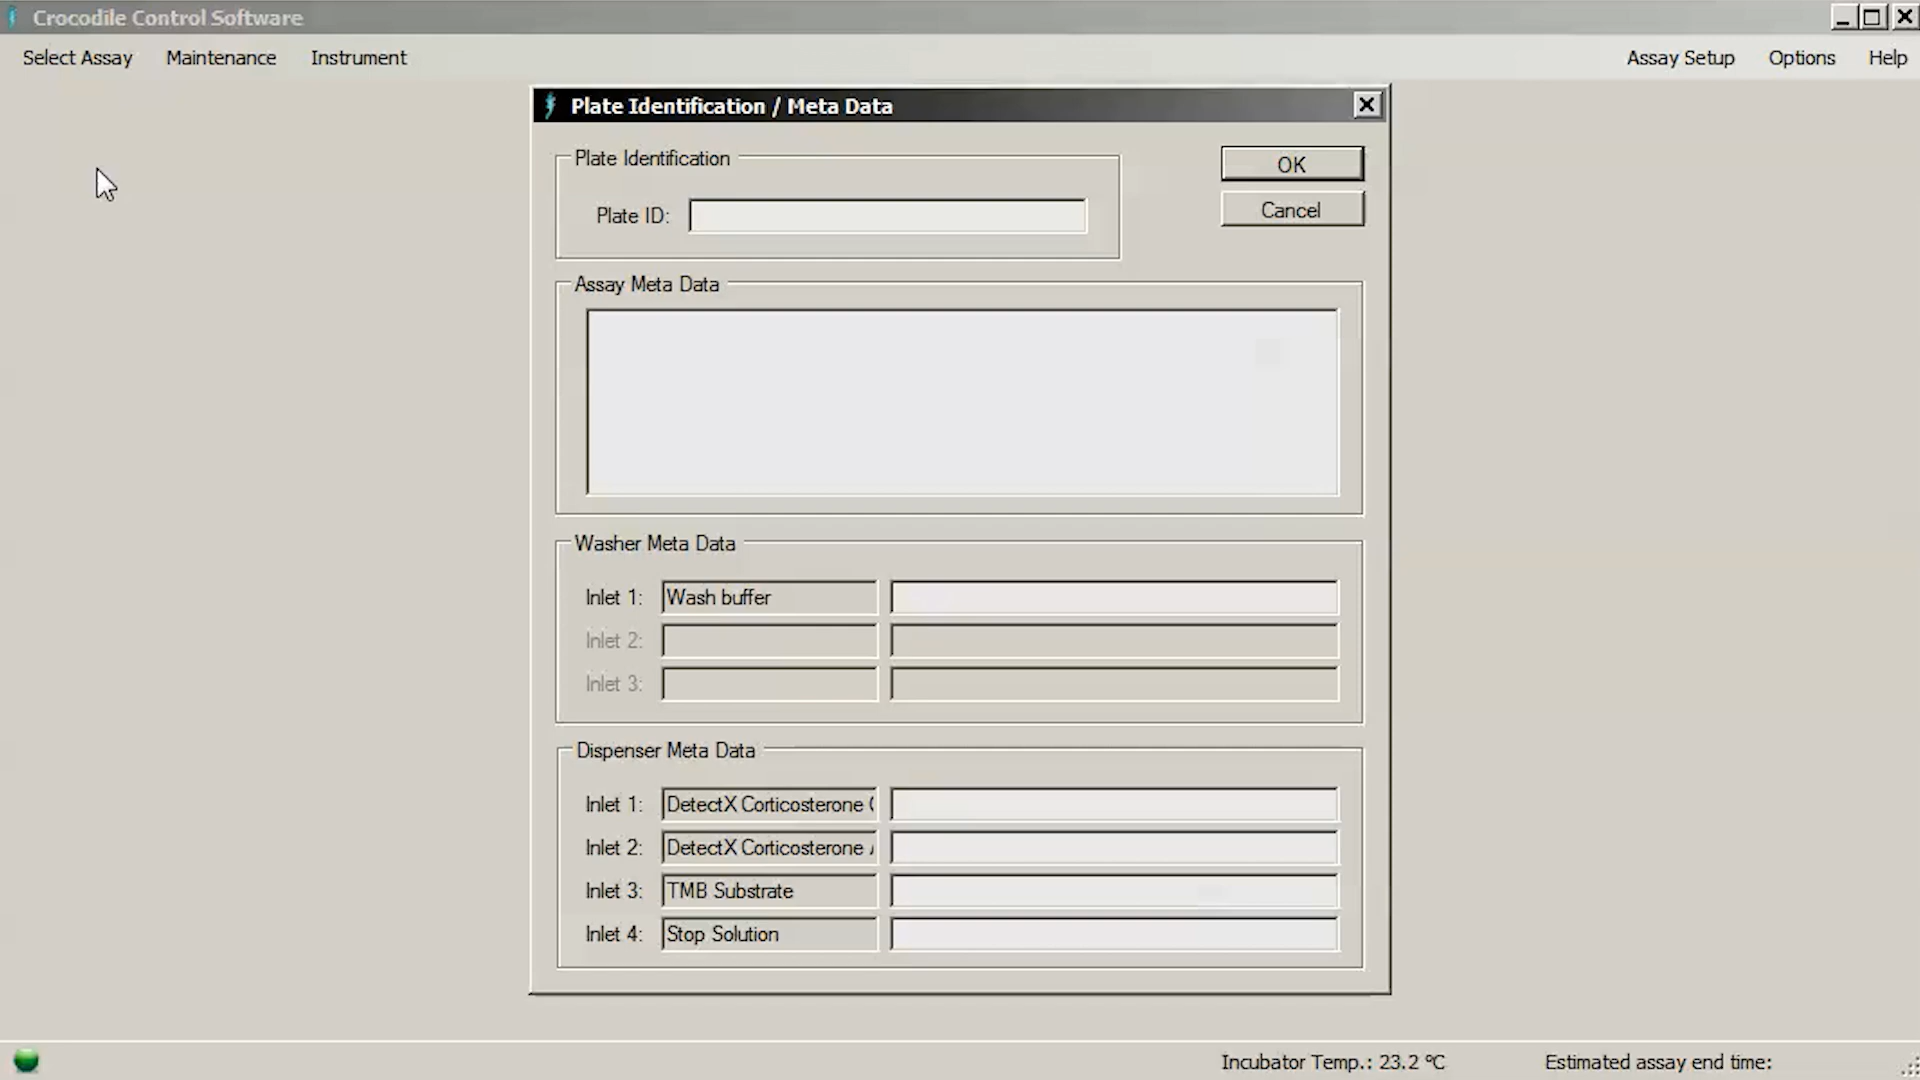 Crocodile Control Software
Select Assay Maintenance Instrument Assay Setup Options Help
Plate Identification / Meta Data
Plate Identification
OK
Plate ID:
Cancel
Assay Meta Data
Washer Meta Data
Inlet 1: Wash buffer
Inlet 2:
Inlet 3:
Dispenser Meta Data
Inlet 1: DetectX Corticosterone
Inlet 2: DetectX Corticosterone
Inlet 3: TMB Substrate
Inlet 4: Stop Solution
Incubator Temp.: 23.2 ºC Estimated assay end time: